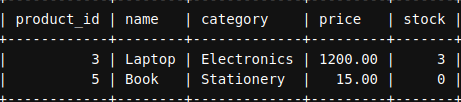 | product_id | name | category | price | stock |
| 3 | Laptop | Electronics | 1200.00 | 3 |
| 5 | Book | Stationery | 15.00 | 0 |